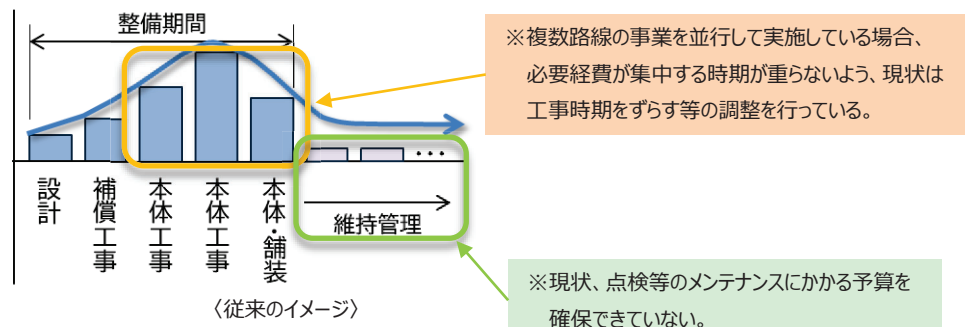 整備期間
※複数路線の事業を並行して実施している場合、
必要経費が集中する時期が重らないよう、現状は
工事時期をずらす等の調整を行っている。
・・・
設計
補償工事
本体工事
本体工事
本体・舗装
維持管理
〈従来のイメージ〉
※現状、点検等のメンテナンスにかかる予算を
確保できていない。